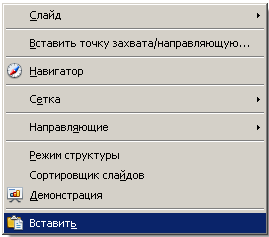 Слайд
Вставить точку захвата/направляющую...
Навигатор
Сетка
Направляющие
Режим структуры
Сортировщик слайдов
Демонстрация
Вставить